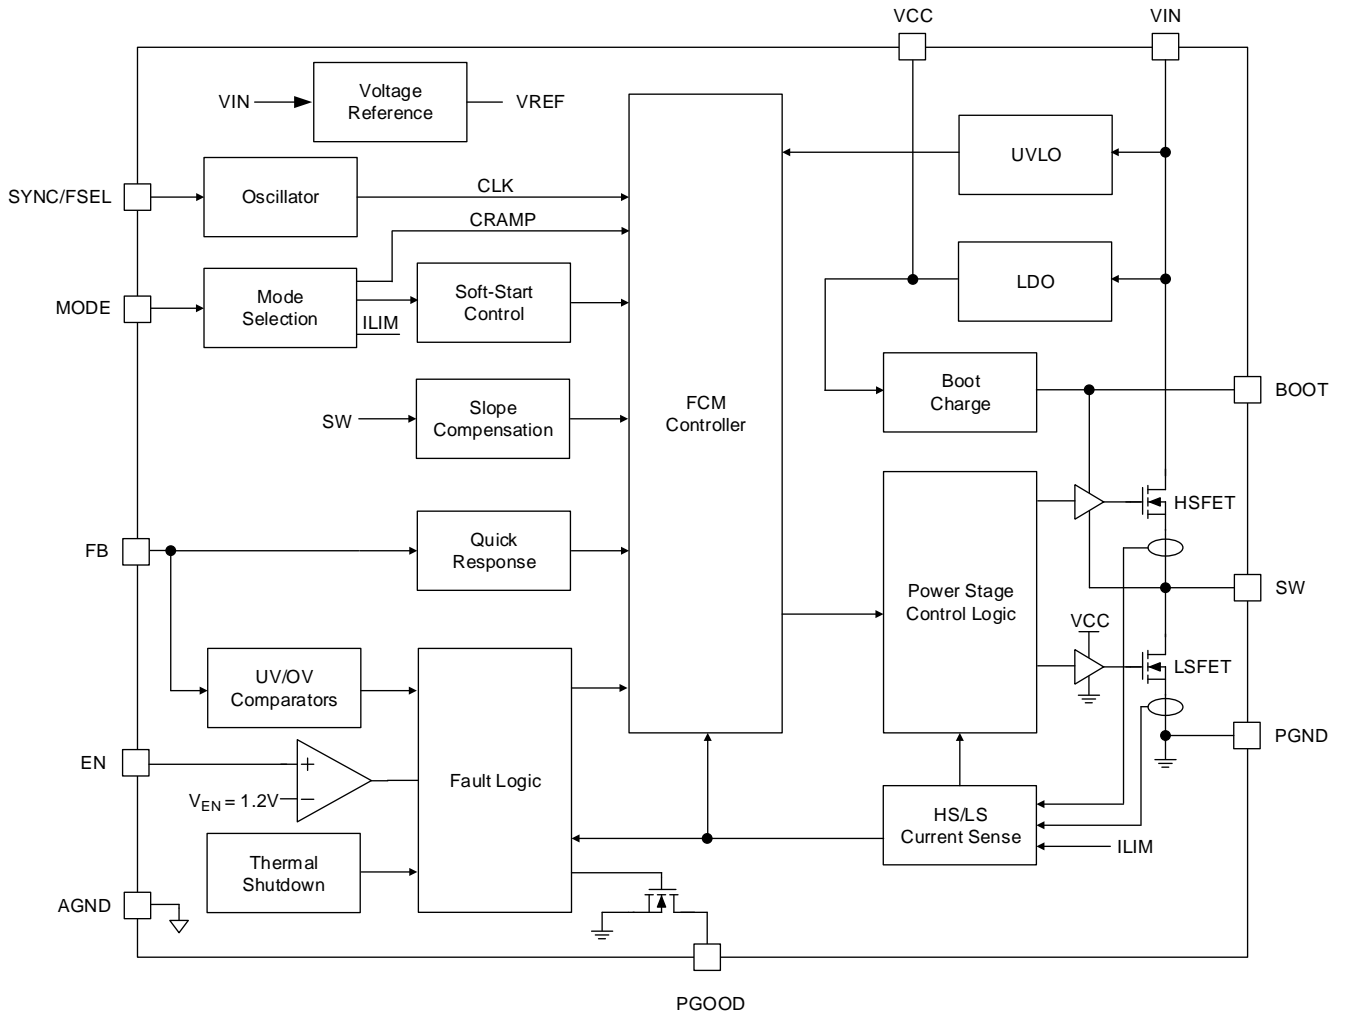 VCC
VIN
Voltage
Reference
VIN
VREF
UVLO
SYNC/FSEL
Oscillator
CLK
CRAMP
MODE
Mode
Selection
ILIM
Soft-Start
Control
LDO
Boot
Charge
BOOT
SW
Slope
Compensation
FCM
Controller
HSFET
FB
Quick
Response
Power Stage
Control Logic
SW
VCC
LSFET
UV/OV
Comparators
PGND
EN
+
VEN = 1.2V
−
Fault Logic
HS/LS
Current Sense
ILIM
Thermal
Shutdown
AGND
PGOOD